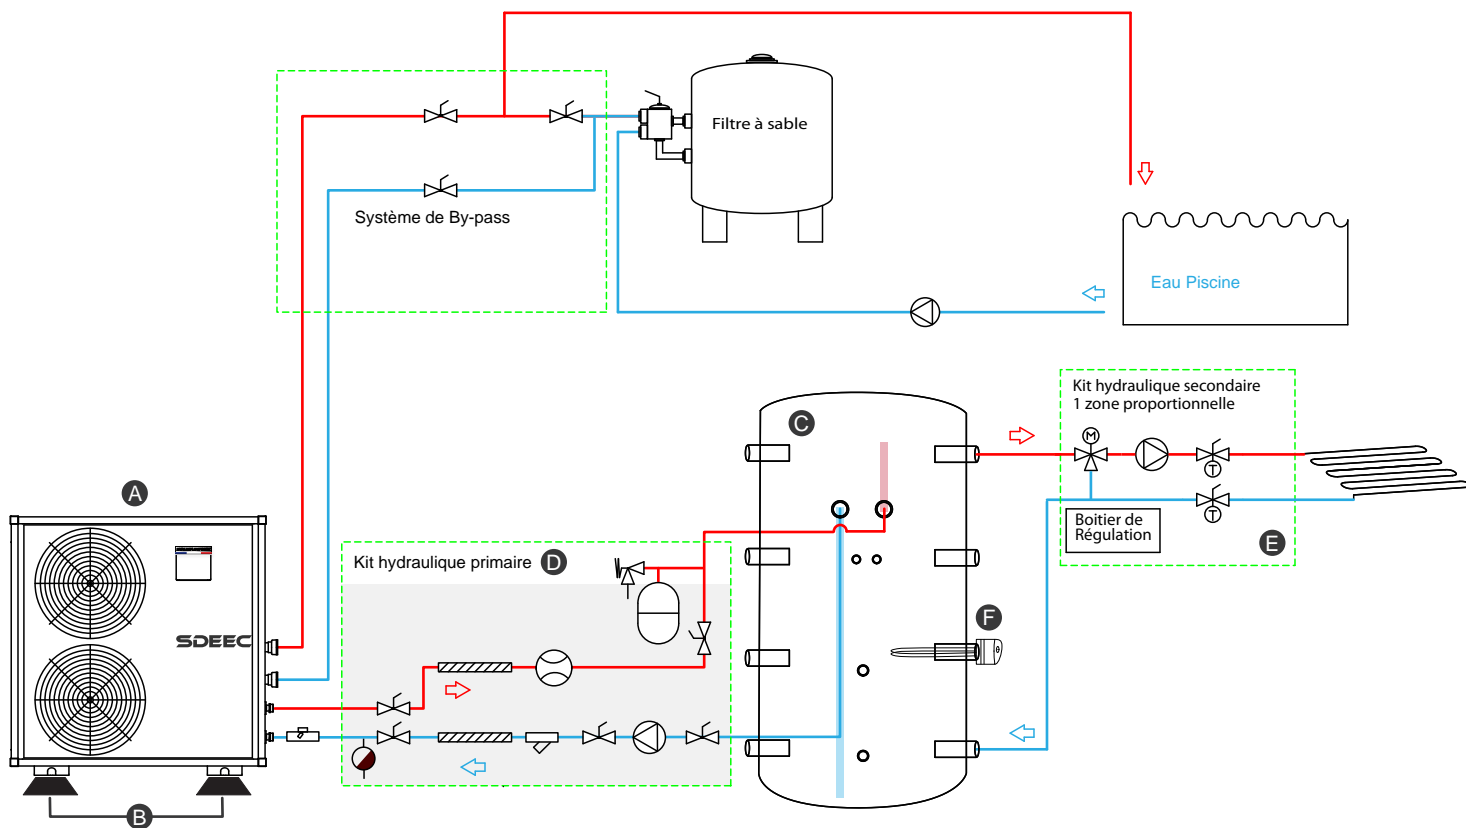 Filtre à sable
Système de By-pass
Eau Piscine
Kit hydraulique secondaire
1 zone proportionnelle
C
M
A
T
T
Boitier de
Régulation
E
Kit hydraulique primaire
D
F
SDEEC
B